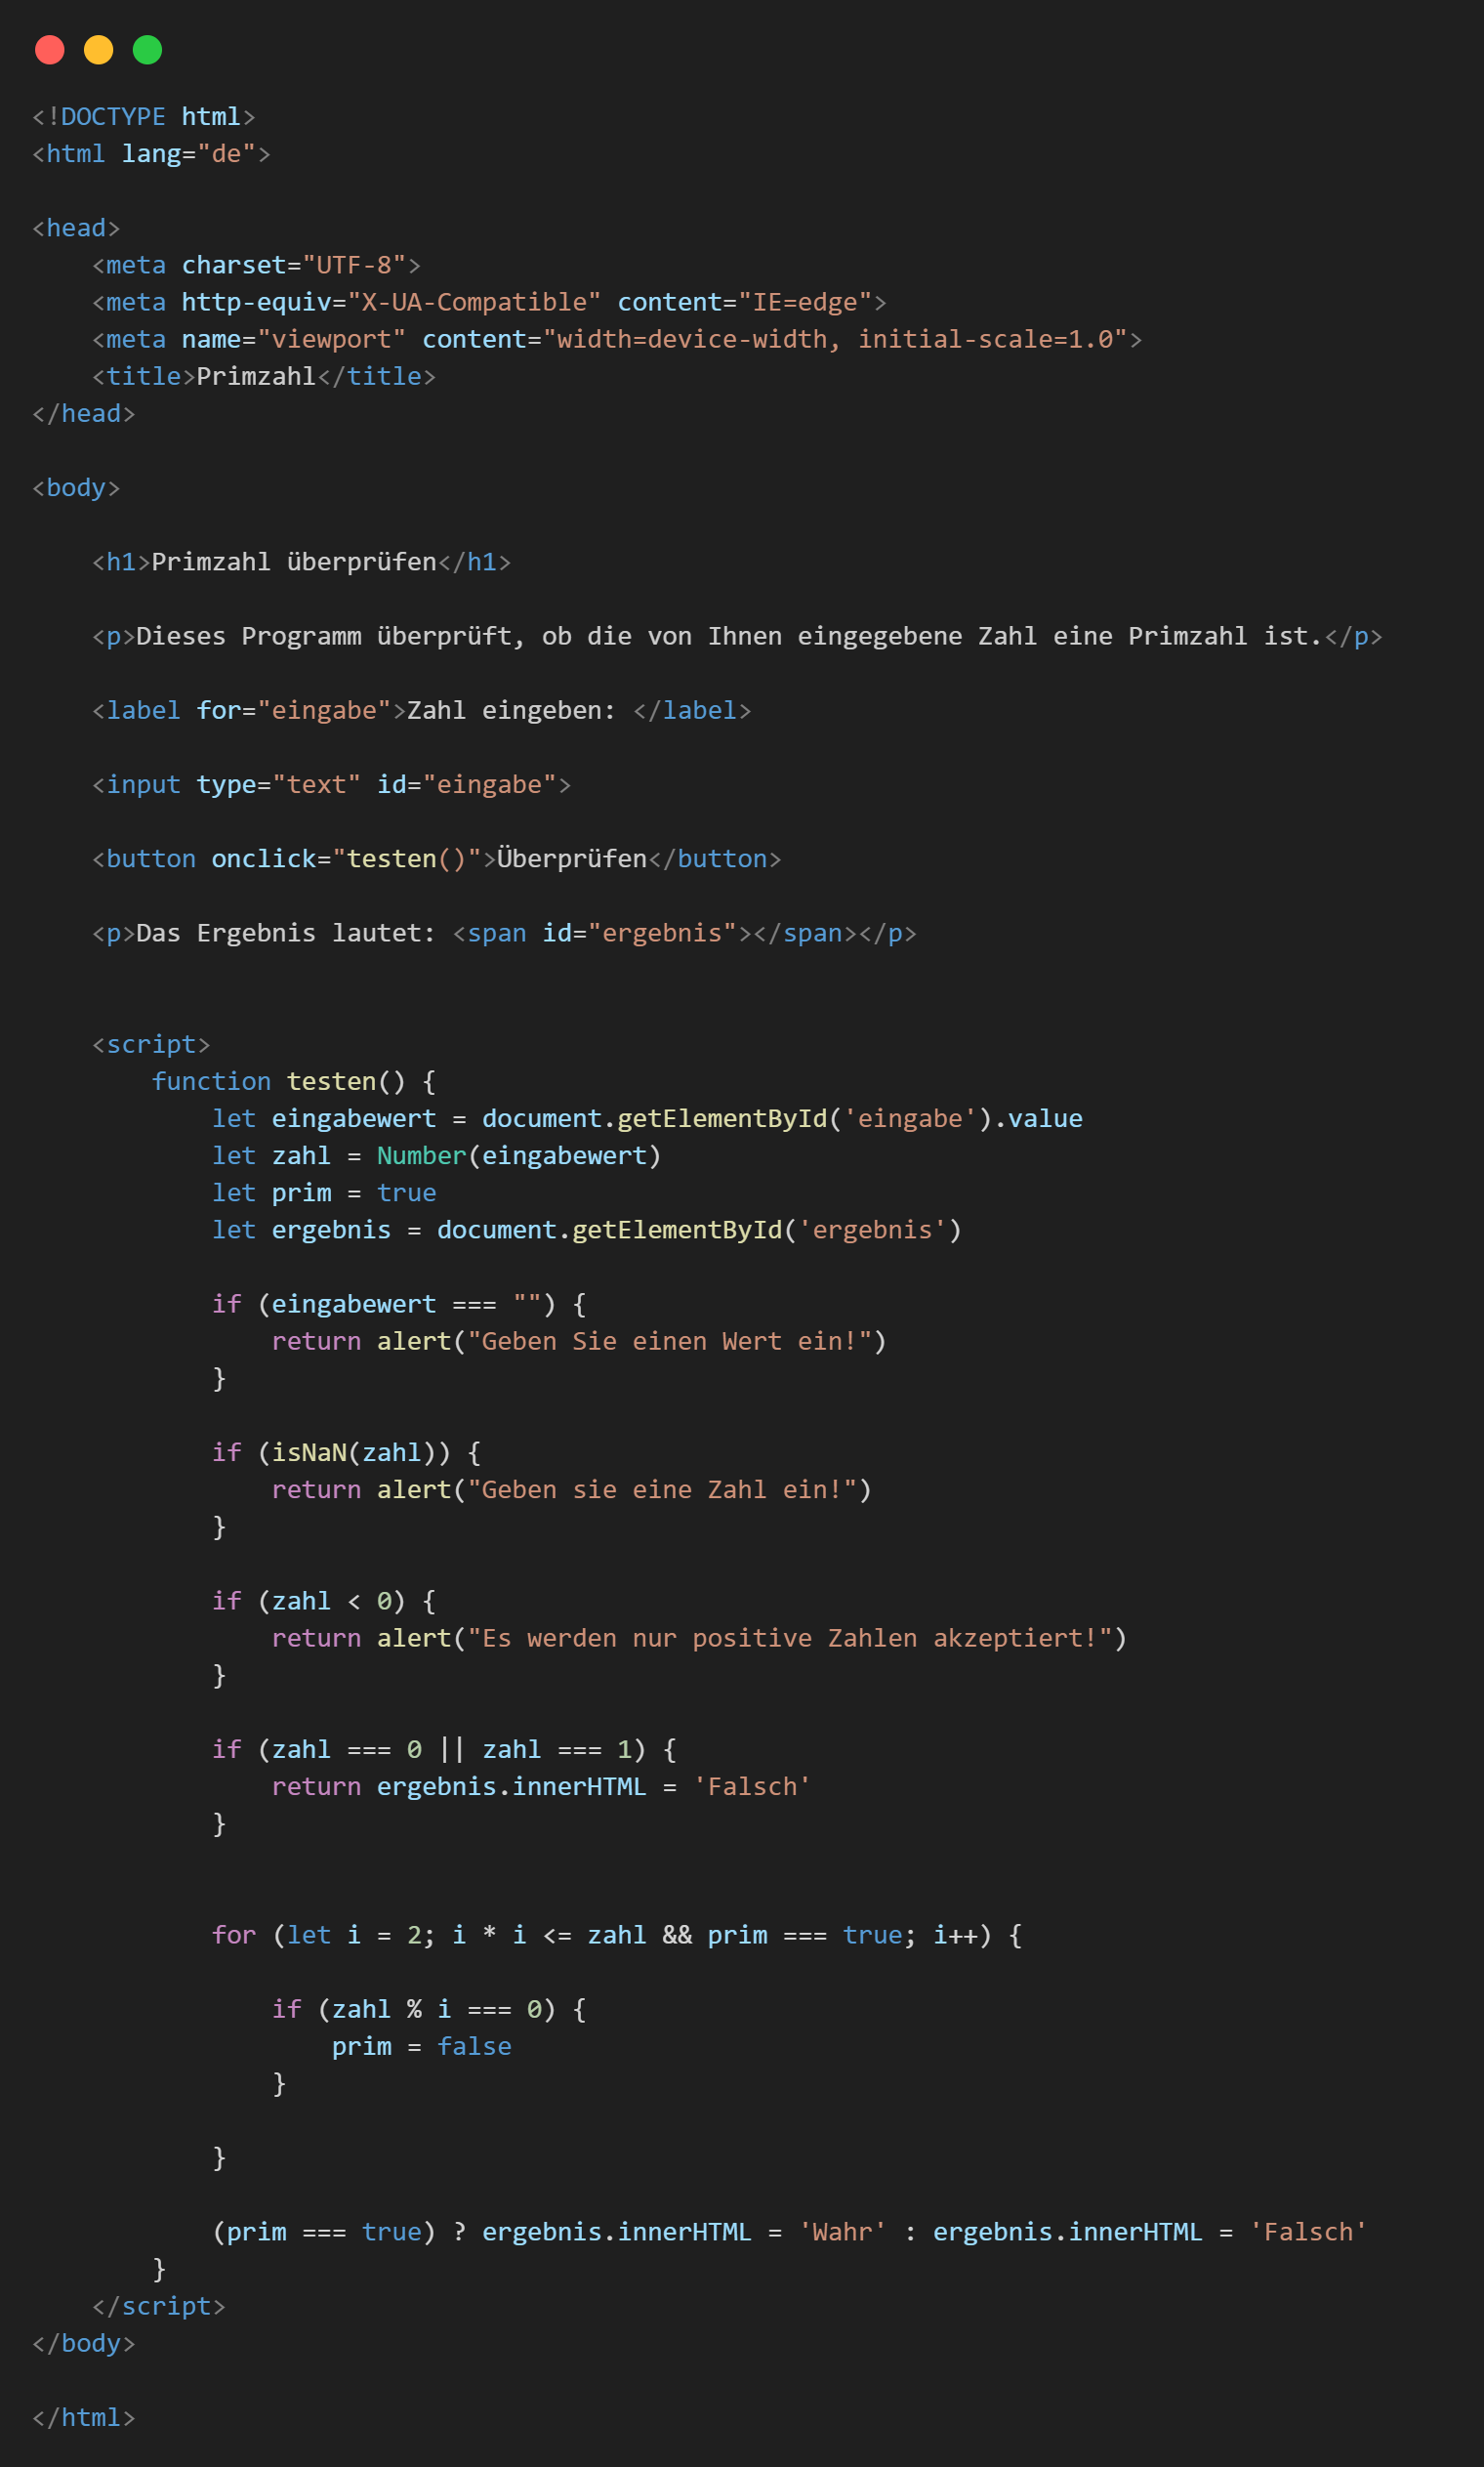 <!DOCTYPE html>
<html lang="de">

<head>
    <meta charset="UTF-8">
    <meta http-equiv="X-UA-Compatible" content="IE=edge">
    <meta name="viewport" content="width=device-width, initial-scale=1.0">
    <title>Primzahl</title>
</head>

<body>

    <h1>Primzahl überprüfen</h1>

    <p>Dieses Programm überprüft, ob die von Ihnen eingegebene Zahl eine Primzahl ist.</p>

    <label for="eingabe">Zahl eingeben: </label>

    <input type="text" id="eingabe">

    <button onclick="testen()">Überprüfen</button>

    <p>Das Ergebnis lautet: <span id="ergebnis"></span></p>


    <script>
        function testen() {
            let eingabewert = document.getElementById('eingabe').value
            let zahl = Number(eingabewert)
            let prim = true
            let ergebnis = document.getElementById('ergebnis')

            if (eingabewert === "") {
                return alert("Geben Sie einen Wert ein!")
            }

            if (isNaN(zahl)) {
                return alert("Geben sie eine Zahl ein!")
            }

            if (zahl < 0) {
                return alert("Es werden nur positive Zahlen akzeptiert!")
            }

            if (zahl === 0 || zahl === 1) {
                return ergebnis.innerHTML = 'Falsch'
            }


            for (let i = 2; i * i <= zahl && prim === true; i++) {

                if (zahl % i === 0) {
                    prim = false
                }

            }

            (prim === true) ? ergebnis.innerHTML = 'Wahr' : ergebnis.innerHTML = 'Falsch'
        }
    </script>
</body>

</html>